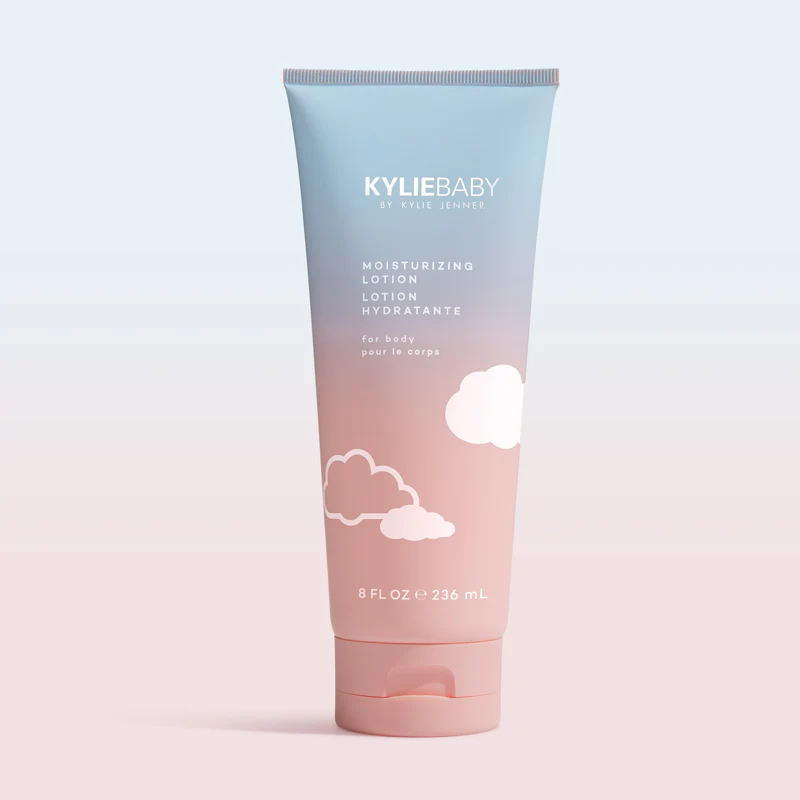 KYLIEBABY
BY KYLIE JENNER
MOISTURIZING
LOTION
LOTION
HYDRATANTE
for body
pour le corps
8 FL OZ ℮ 236 mL